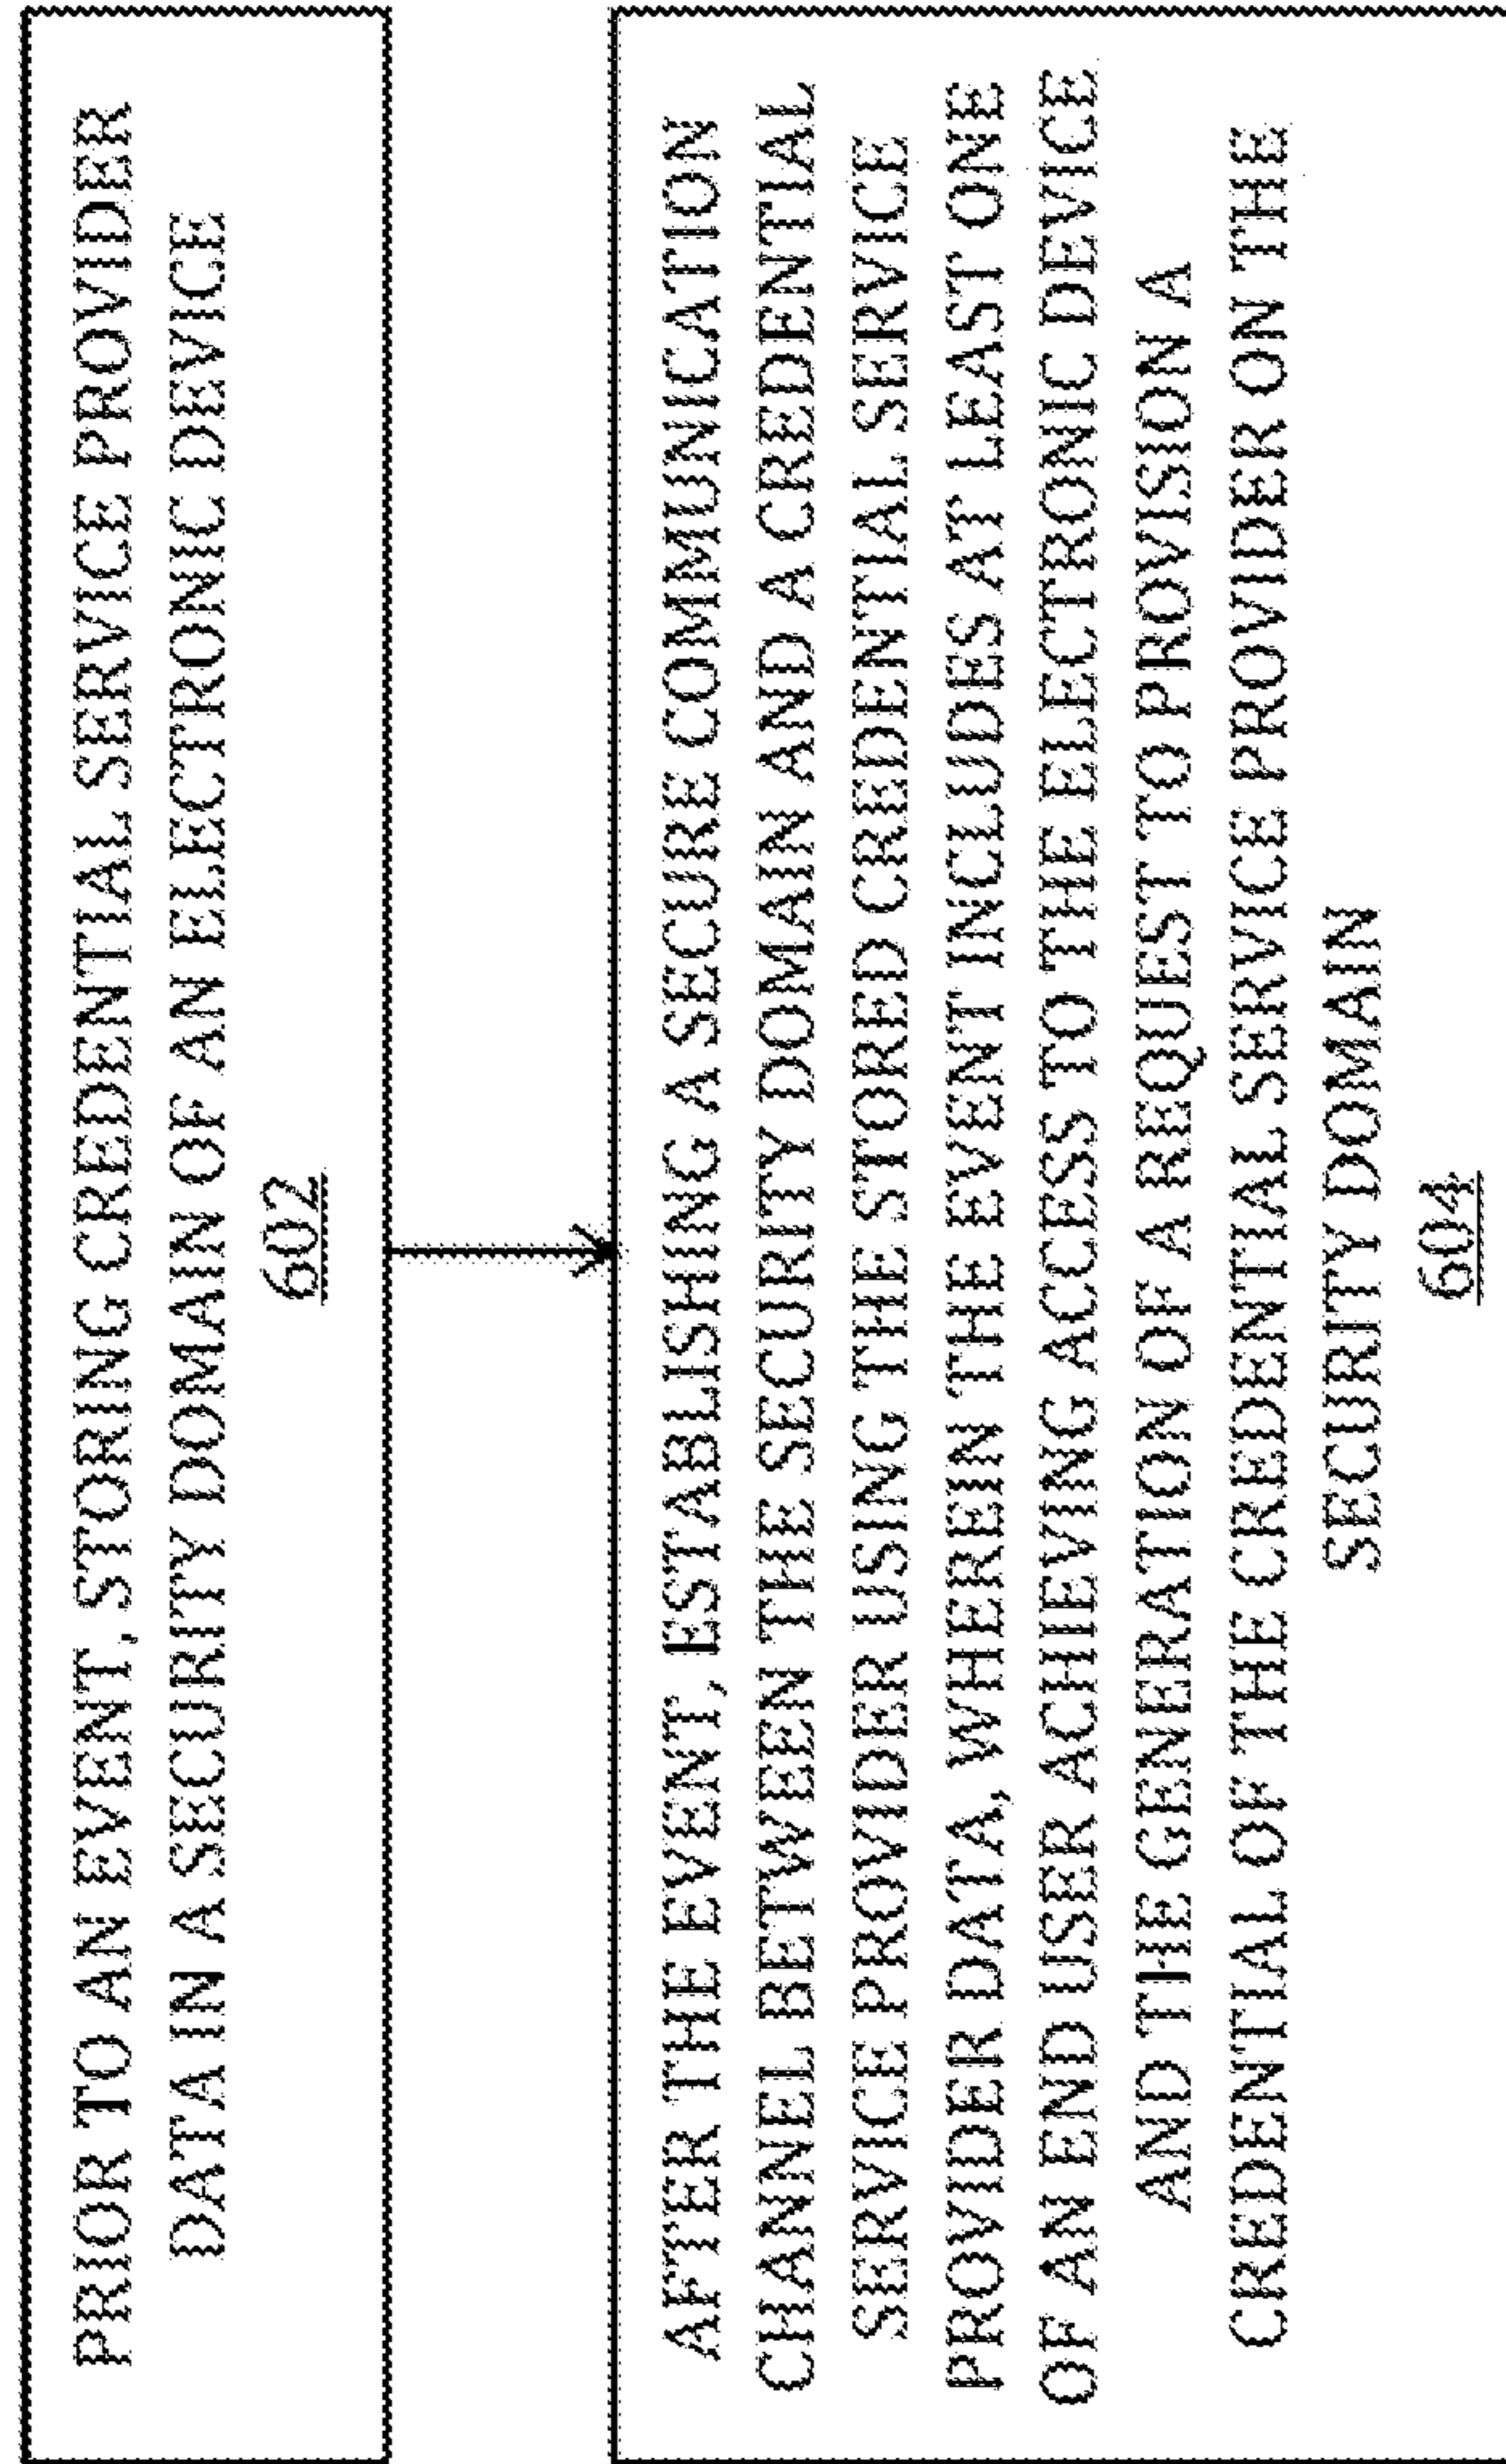 PRIOR TO AN EVENT, STORING CREDENTIAL SERVICE PROVIDER
DATA IN A SECURITY DOMAIN OF AN ELECTRONIC DEVICE
602
AFTER THE EVENT, ESTABLISHING A SECURE COMMUNICATION
CHANNEL BETWEEN THE SECURITY DOMAIN AND A CREDENTIAL
SERVICE PROVIDER USING THE STORED CREDENTIAL SERVICE
PROVIDER DATA, WHEREIN THE EVENT INCLUDES AT LEAST ONE
OF AN END USER ACHIEVING ACCESS TO THE ELECTRONIC DEVICE
AND THE GENERATION OF A REQUEST TO PROVISION A
CREDENTIAL OF THE CREDENTIAL SERVICE PROVIDER ON THE
SECURITY DOMAIN
604